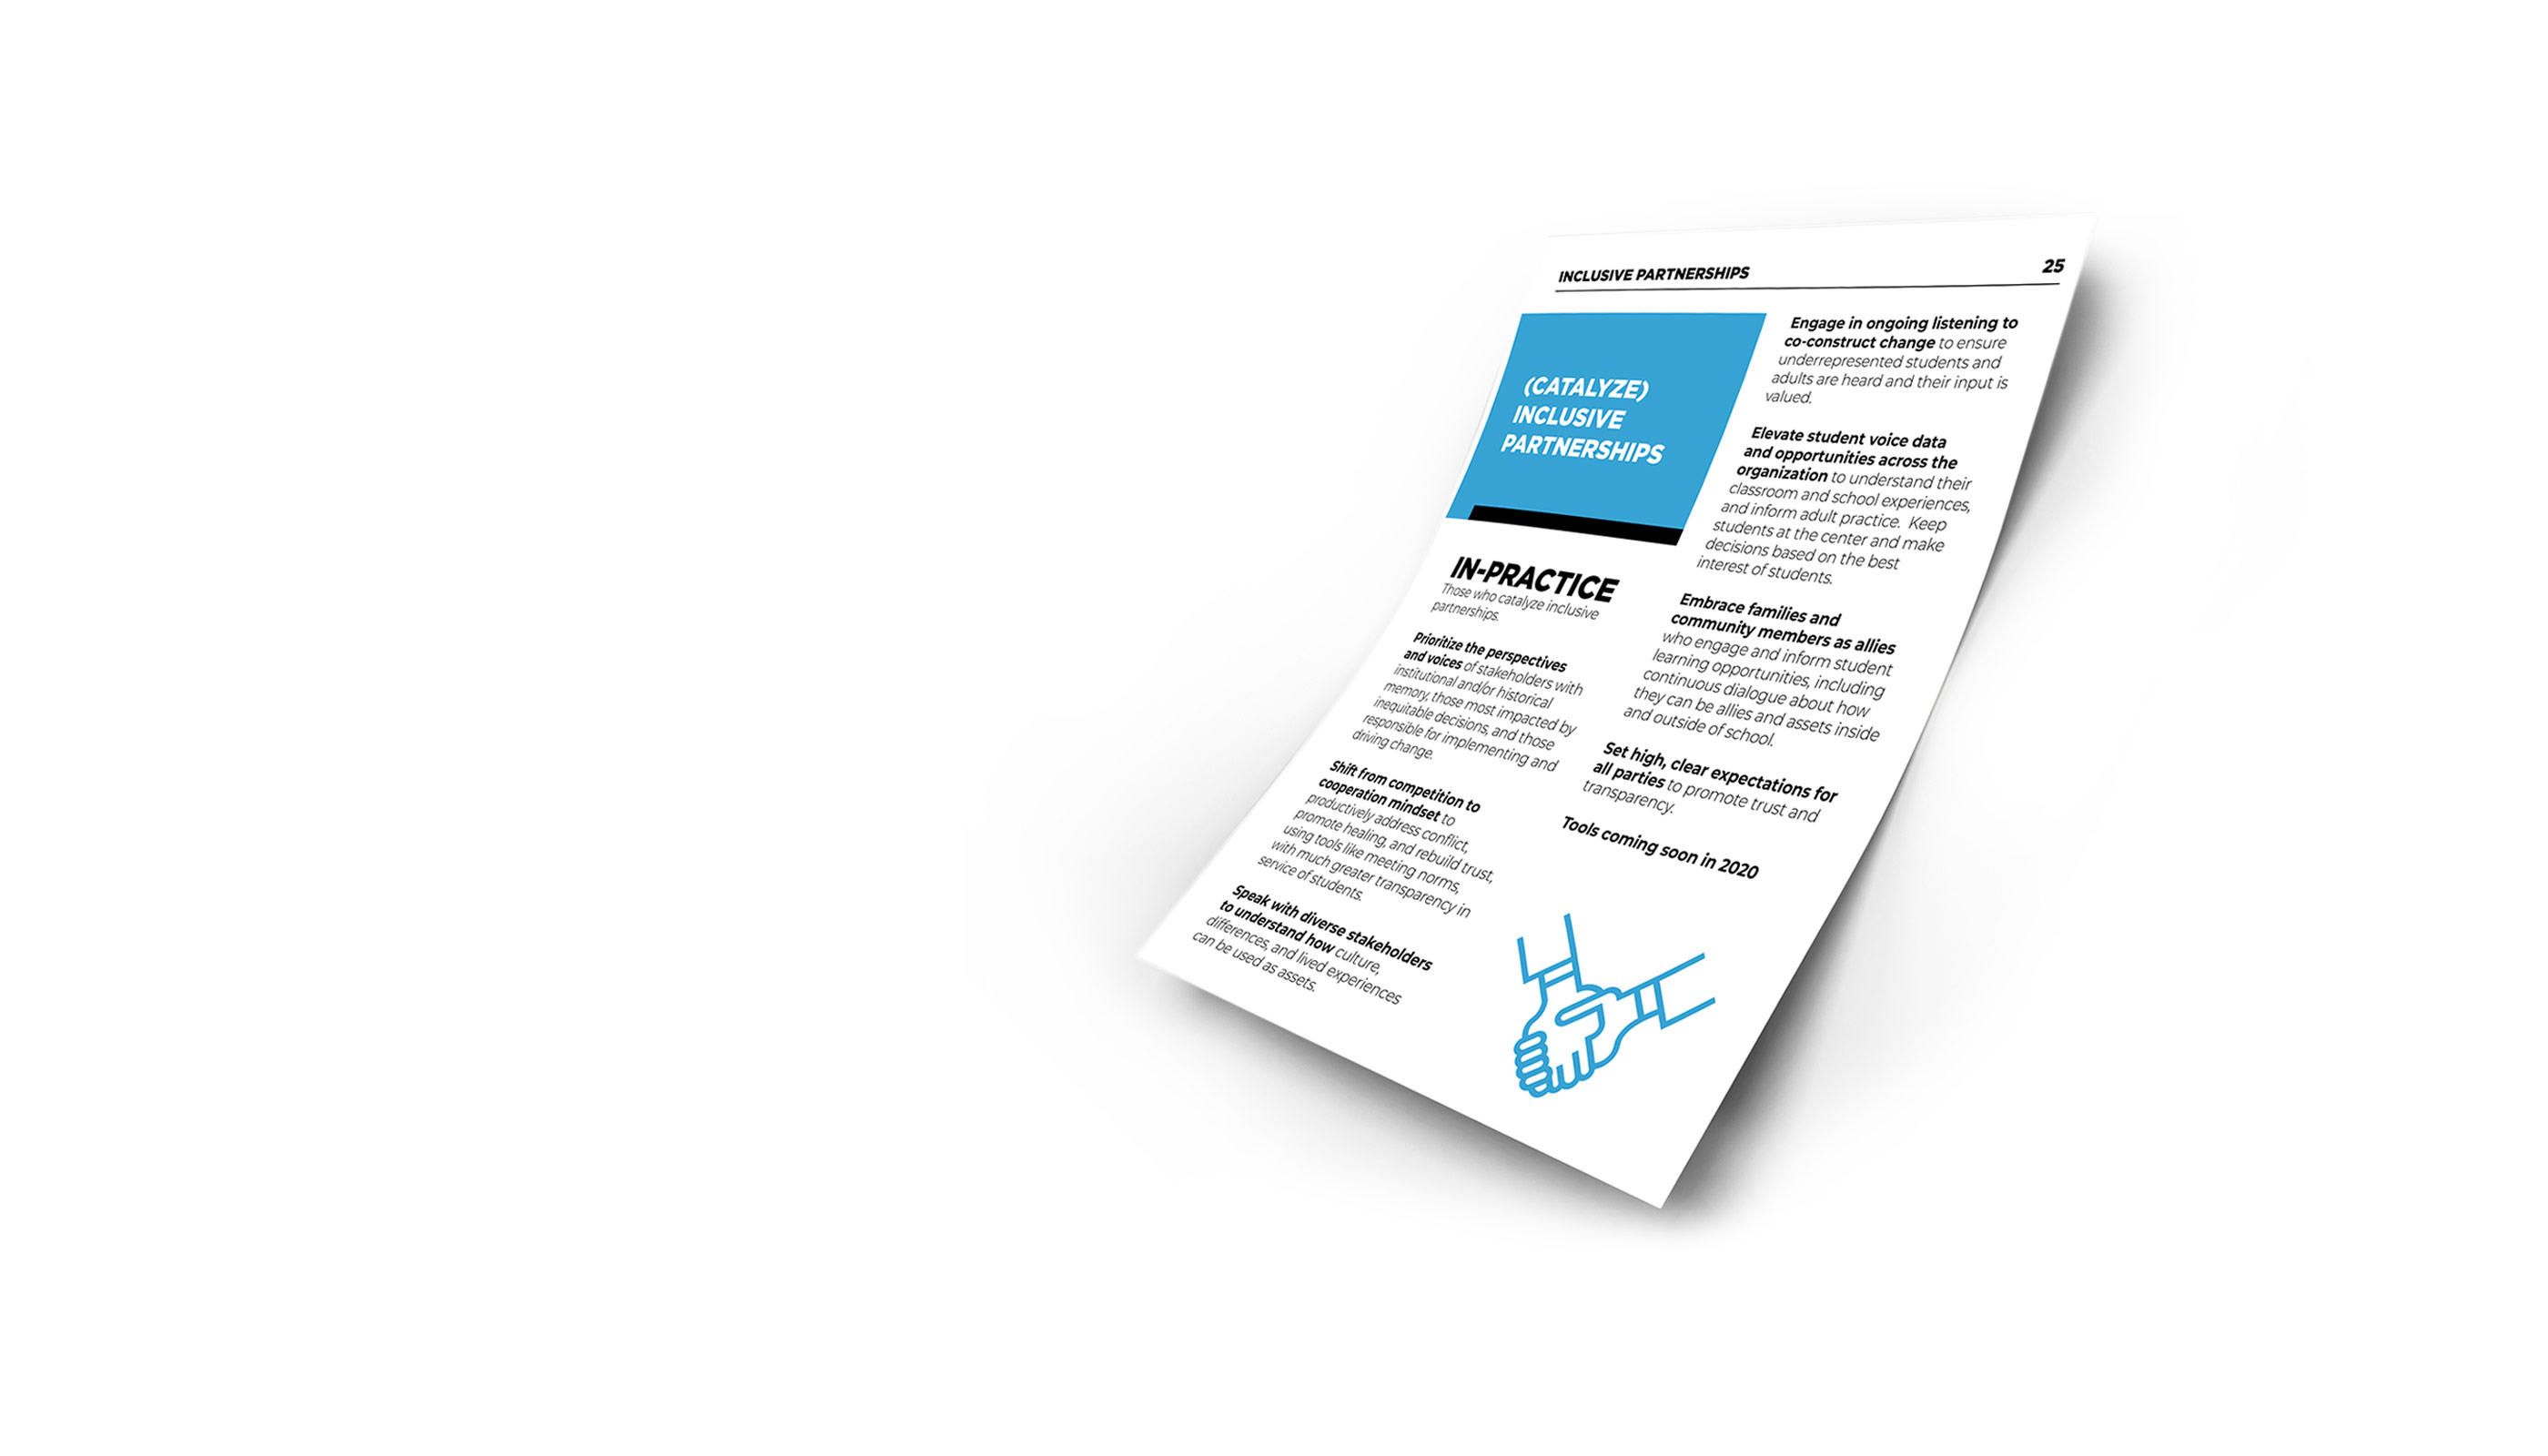 INCLUSIVE PARTNERSHIPS
25
(CATALYZE)
INCLUSIVE
PARTNERSHIPS
IN-PRACTICE
Those who catalyze inclusive
partnerships.
Prioritize the perspectives
and voices of stakeholders with
institutional and/or historical
memory, those most impacted by
inequitable decisions, and those
responsible for implementing and
driving change.
Shift from competition to
cooperation mindset to
productively address conflict,
promote healing, and rebuild trust,
using tools like meeting norms,
with much greater transparency in
service of students.
Speak with diverse stakeholders
to understand how culture,
differences, and lived experiences
can be used as assets.
Engage in ongoing listening to
co-construct change to ensure
underrepresented students and
adults are heard and their input is
valued.
Elevate student voice data
and opportunities across the
organization to understand their
classroom and school experiences,
and inform adult practice. Keep
students at the center and make
decisions based on the best
interest of students.
Embrace families and
community members as allies
who engage and inform student
learning opportunities, including
continuous dialogue about how
they can be allies and assets inside
and outside of school.
Set high, clear expectations for
all parties to promote trust and
transparency.
Tools coming soon in 2020